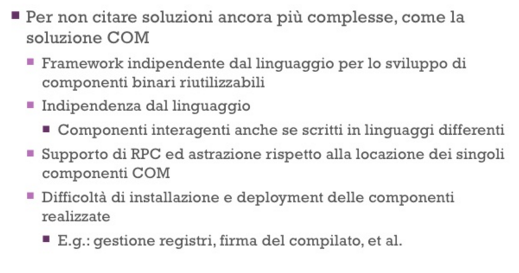 Per non citare soluzioni ancora più complesse, come la
soluzione COM
Framework indipendente dal linguaggio per lo sviluppo di
componenti binari riutilizzabili
Indipendenza dal linguaggio
Componenti interagenti anche se scritti in linguaggi differenti
Supporto di RPC ed astrazione rispetto alla locazione dei singoli
componenti COM
Difficoltà di installazione e deployment delle componenti
realizzate
E.g.: gestione registri, firma del compilato, et al.